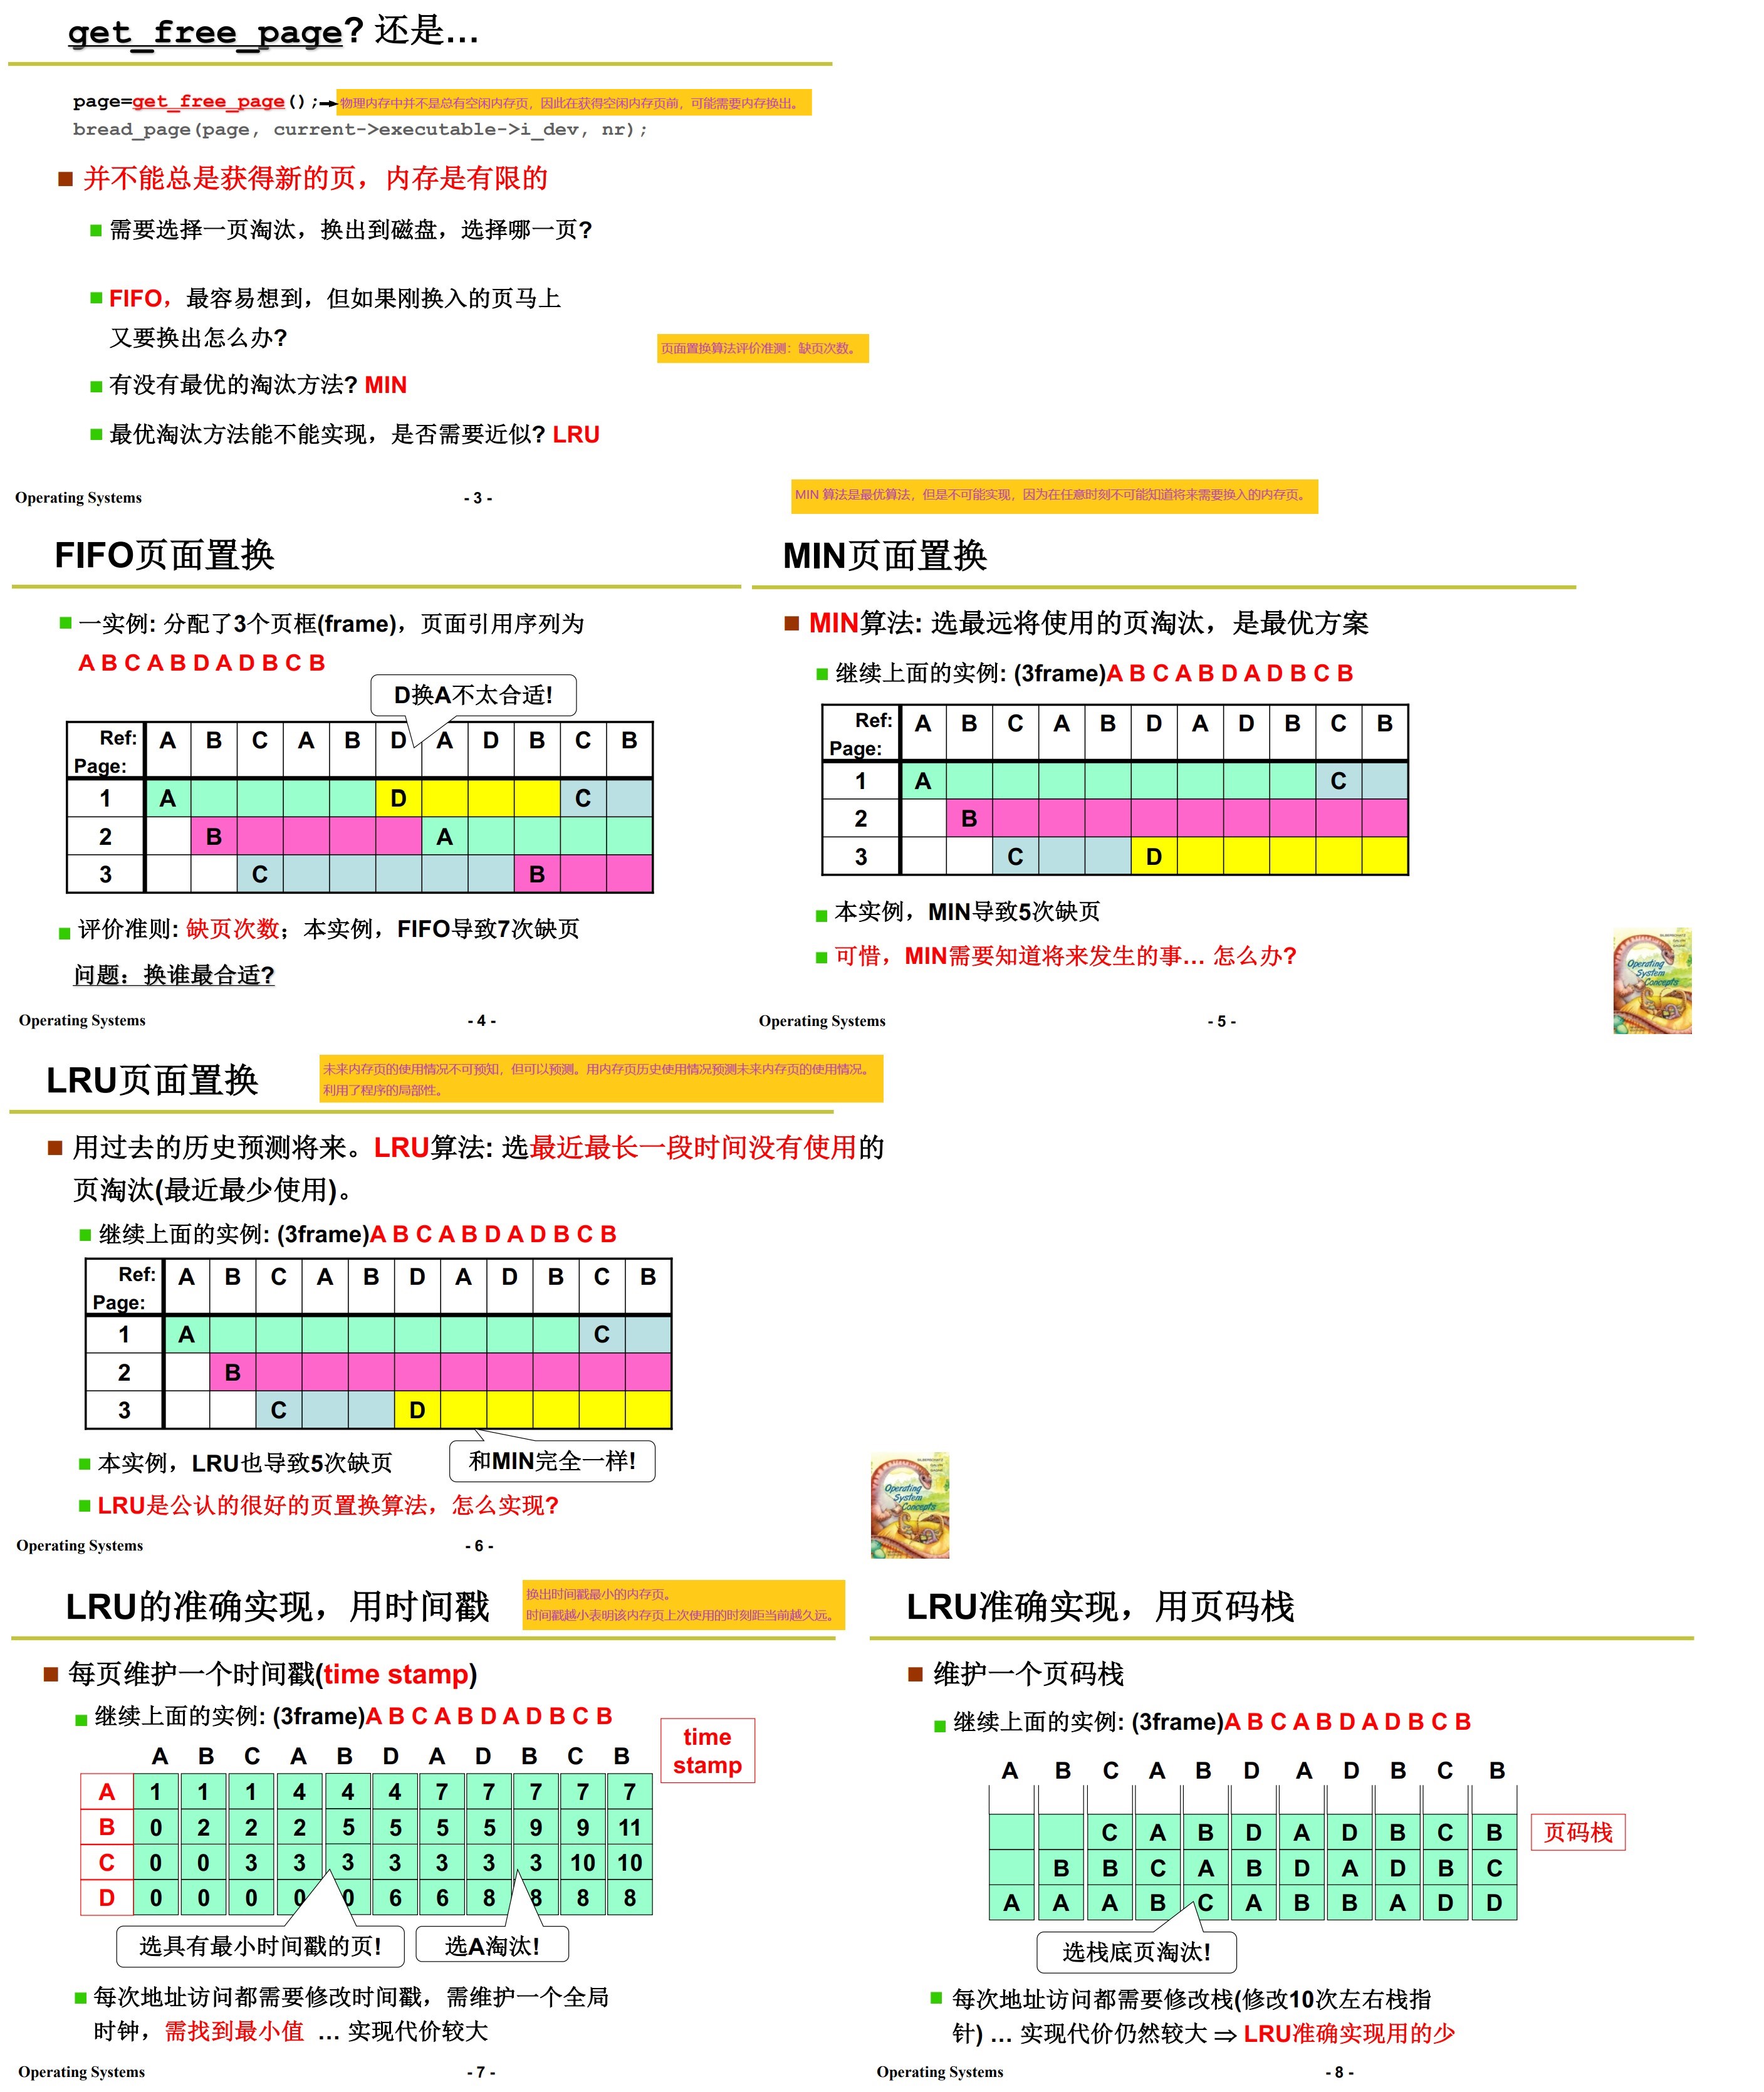 get_free_page? 还是...
page=get_free_page();
物理内存中并不是总有空闲内存页，因此在获得空闲内存页前，可能需要内存换出。
bread_page(page, current->executable->i_dev, nr);
并不能总是获得新的页，内存是有限的
需要选择一页淘汰，换出到磁盘，选择哪一页?
FIFO，最容易想到，但如果刚换入的页马上
又要换出怎么办?
页面置换算法评价准测：缺页次数。
有没有最优的淘汰方法? MIN
最优淘汰方法能不能实现，是否需要近似? LRU
Operating Systems
- 3 -
MIN 算法是最优算法，但是不可能实现，因为在任意时刻不可能知道将来需要换入的内存页。
FIFO页面置换
一实例: 分配了3个页框(frame)，页面引用序列为
A B C A B D A D B C B
D换A不太合适!
Ref: A B C A B D A D B C B
Page:
1 A D C
2 B A
3 C B
评价准则: 缺页次数；本实例，FIFO导致7次缺页
问题：换谁最合适?
Operating Systems
- 4 -
MIN页面置换
MIN算法: 选最远将使用的页淘汰，是最优方案
继续上面的实例: (3frame)A B C A B D A D B C B
Ref: A B C A B D A D B C B
Page:
1 A C
2 B
3 C D
本实例，MIN导致5次缺页
可惜，MIN需要知道将来发生的事... 怎么办?
Operating
System
Concepts
Operating Systems
- 5 -
LRU页面置换
未来内存页的使用情况不可预知，但可以预测。用内存页历史使用情况预测未来内存页的使用情况。
利用了程序的局部性。
用过去的历史预测将来。LRU算法: 选最近最长一段时间没有使用的
页淘汰(最近最少使用)。
继续上面的实例: (3frame)A B C A B D A D B C B
Ref: A B C A B D A D B C B
Page:
1 A C
2 B
3 C D
本实例，LRU也导致5次缺页
和MIN完全一样!
LRU是公认的很好的页置换算法，怎么实现?
Operating
System
Concepts
Operating Systems
- 6 -
LRU的准确实现，用时间戳
换出时间戳最小的内存页。
时间戳越小表明该内存页上次使用的时刻距当前越久远。
每页维护一个时间戳(time stamp)
继续上面的实例: (3frame)A B C A B D A D B C B
time
stamp
A B C A B D A D B C B
A 1 1 1 4 4 4 7 7 7 7 7
B 0 2 2 2 5 5 5 5 9 9 11
C 0 0 3 3 3 3 3 3 3 10 10
D 0 0 0 0 0 6 6 8 8 8 8
选具有最小时间戳的页!
选A淘汰!
每次地址访问都需要修改时间戳，需维护一个全局
时钟，需找到最小值 ... 实现代价较大
Operating Systems
- 7 -
LRU准确实现，用页码栈
维护一个页码栈
继续上面的实例: (3frame)A B C A B D A D B C B
A B C A B D A D B C B
C A B D A D B C B
B B C A B D A D B C
A A A B C A B B A D D
页码栈
选栈底页淘汰!
每次地址访问都需要修改栈(修改10次左右栈指
针) ... 实现代价仍然较大 ⇒ LRU准确实现用的少
Operating Systems
- 8 -